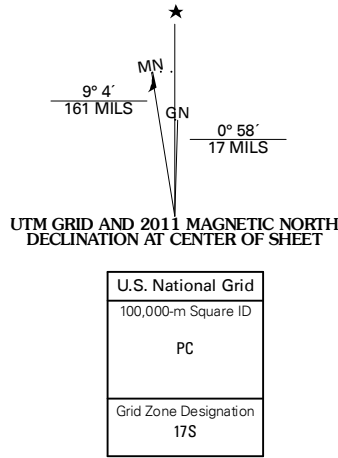 ★
MN
9° 4´
161 MILS
GN
0° 58´
17 MILS
UTM GRID AND 2011 MAGNETIC NORTH
DECLINATION AT CENTER OF SHEET
U.S. National Grid
100,000-m Square ID
PC
Grid Zone Designation
17S